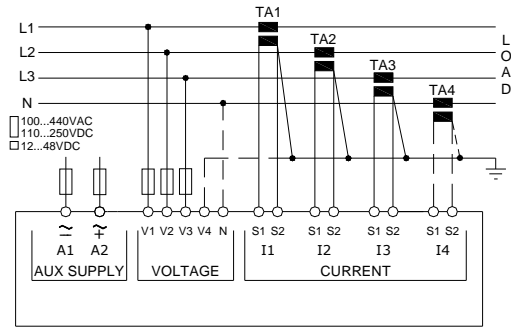 TA1
L1
TA2
L2
TA3
L3
TA4
N
LOAD
100...440VAC
110...250VDC
12...48VDC
V1 V2 V3 V4 N S1 S2 S1 S2 S1 S2 S1 S2
A1 A2 I1 I2 I3 I4
AUX SUPPLY VOLTAGE CURRENT